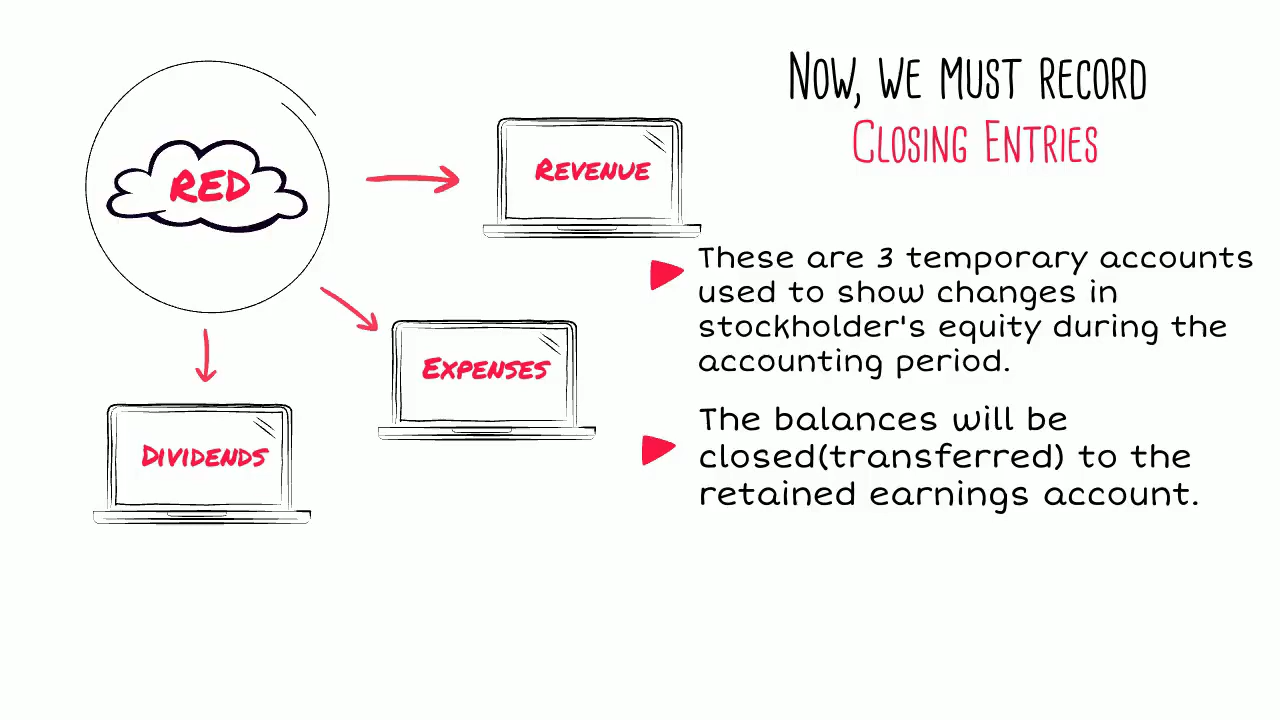 Now, we must record
Closing Entries
RED
Revenue
Expenses
Dividends
These are 3 temporary accounts
used to show changes in
stockholder's equity during the
accounting period.
The balances will be
closed(transferred) to the
retained earnings account.